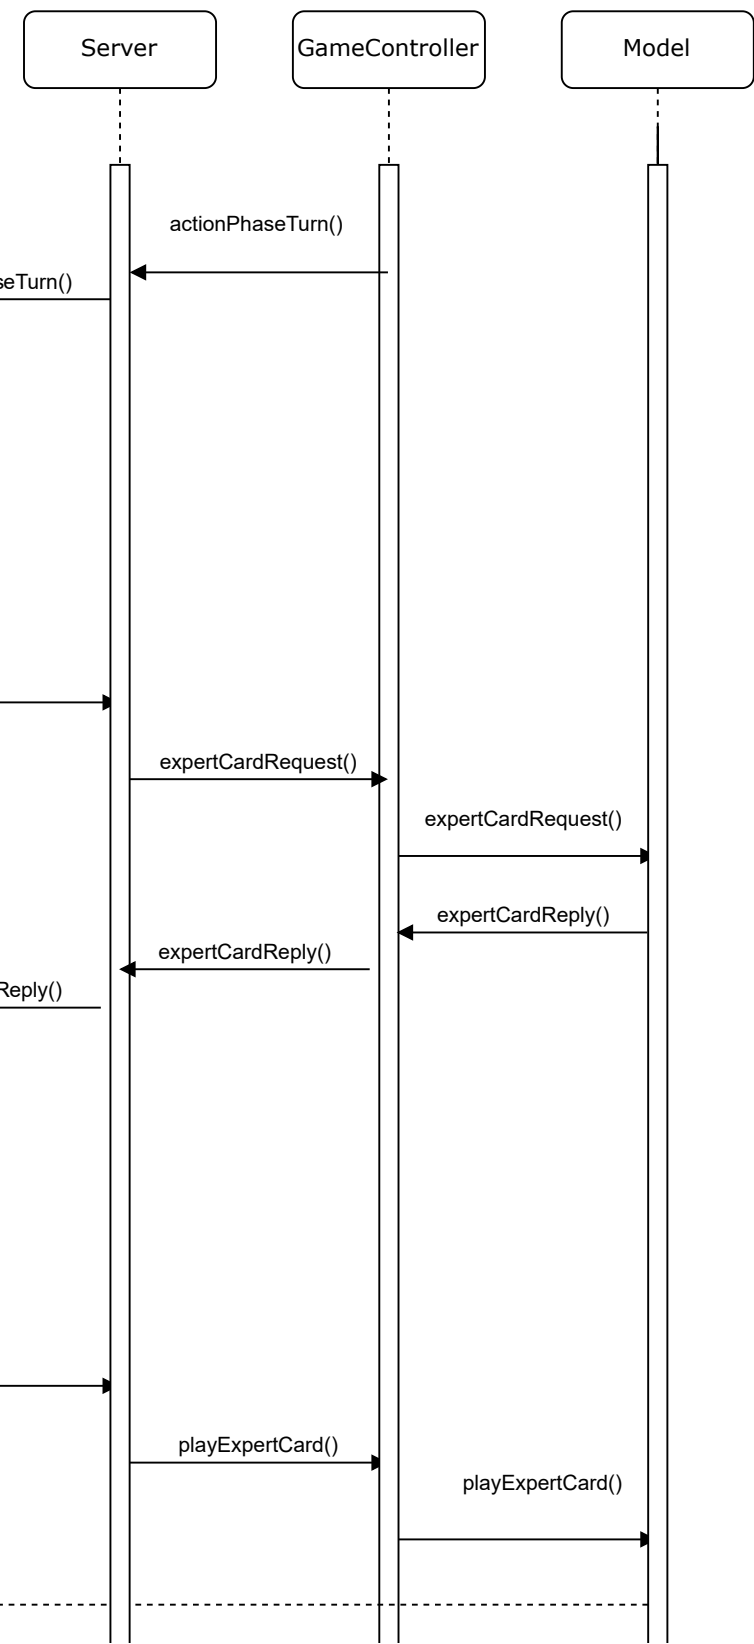 Server
GameController
Model
actionPhaseTurn()
seTurn()
expertCardRequest()
expertCardRequest()
expertCardReply()
expertCardReply()
Reply()
playExpertCard()
playExpertCard()